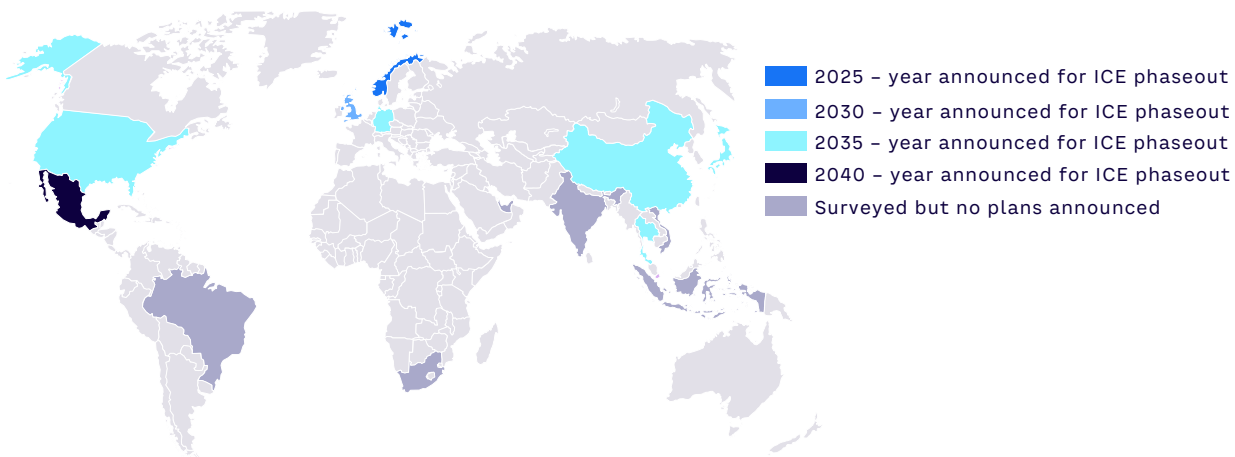 2025 – year announced for ICE phaseout
2030 – year announced for ICE phaseout
2035 – year announced for ICE phaseout
2040 – year announced for ICE phaseout
Surveyed but no plans announced